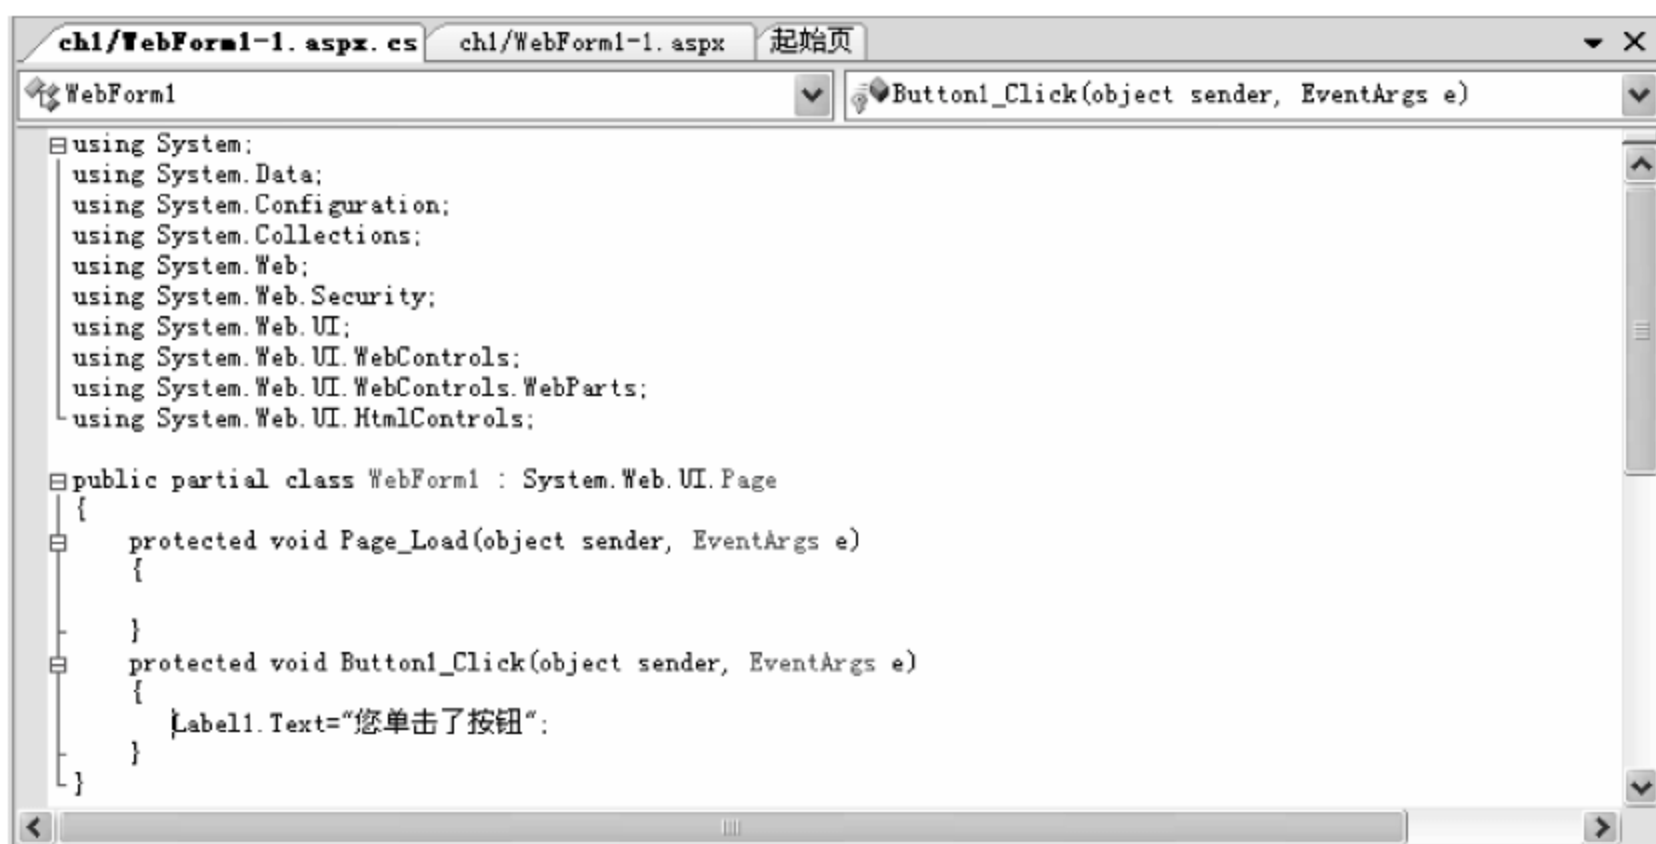 ch1/WebForm1-1.aspx.cs ch1/WebForm1-1.aspx 起始页
WebForm1 Button1_Click(object sender, EventArgs e)
using System;
using System.Data;
using System.Configuration;
using System.Collections;
using System.Web;
using System.Web.Security;
using System.Web.UI;
using System.Web.UI.WebControls;
using System.Web.UI.WebControls.WebParts;
using System.Web.UI.HtmlControls;
public partial class WebForm1 : System.Web.UI.Page
{
protected void Page_Load(object sender, EventArgs e)
{
}
protected void Button1_Click(object sender, EventArgs e)
{
Label1.Text="您单击了按钮";
}
}